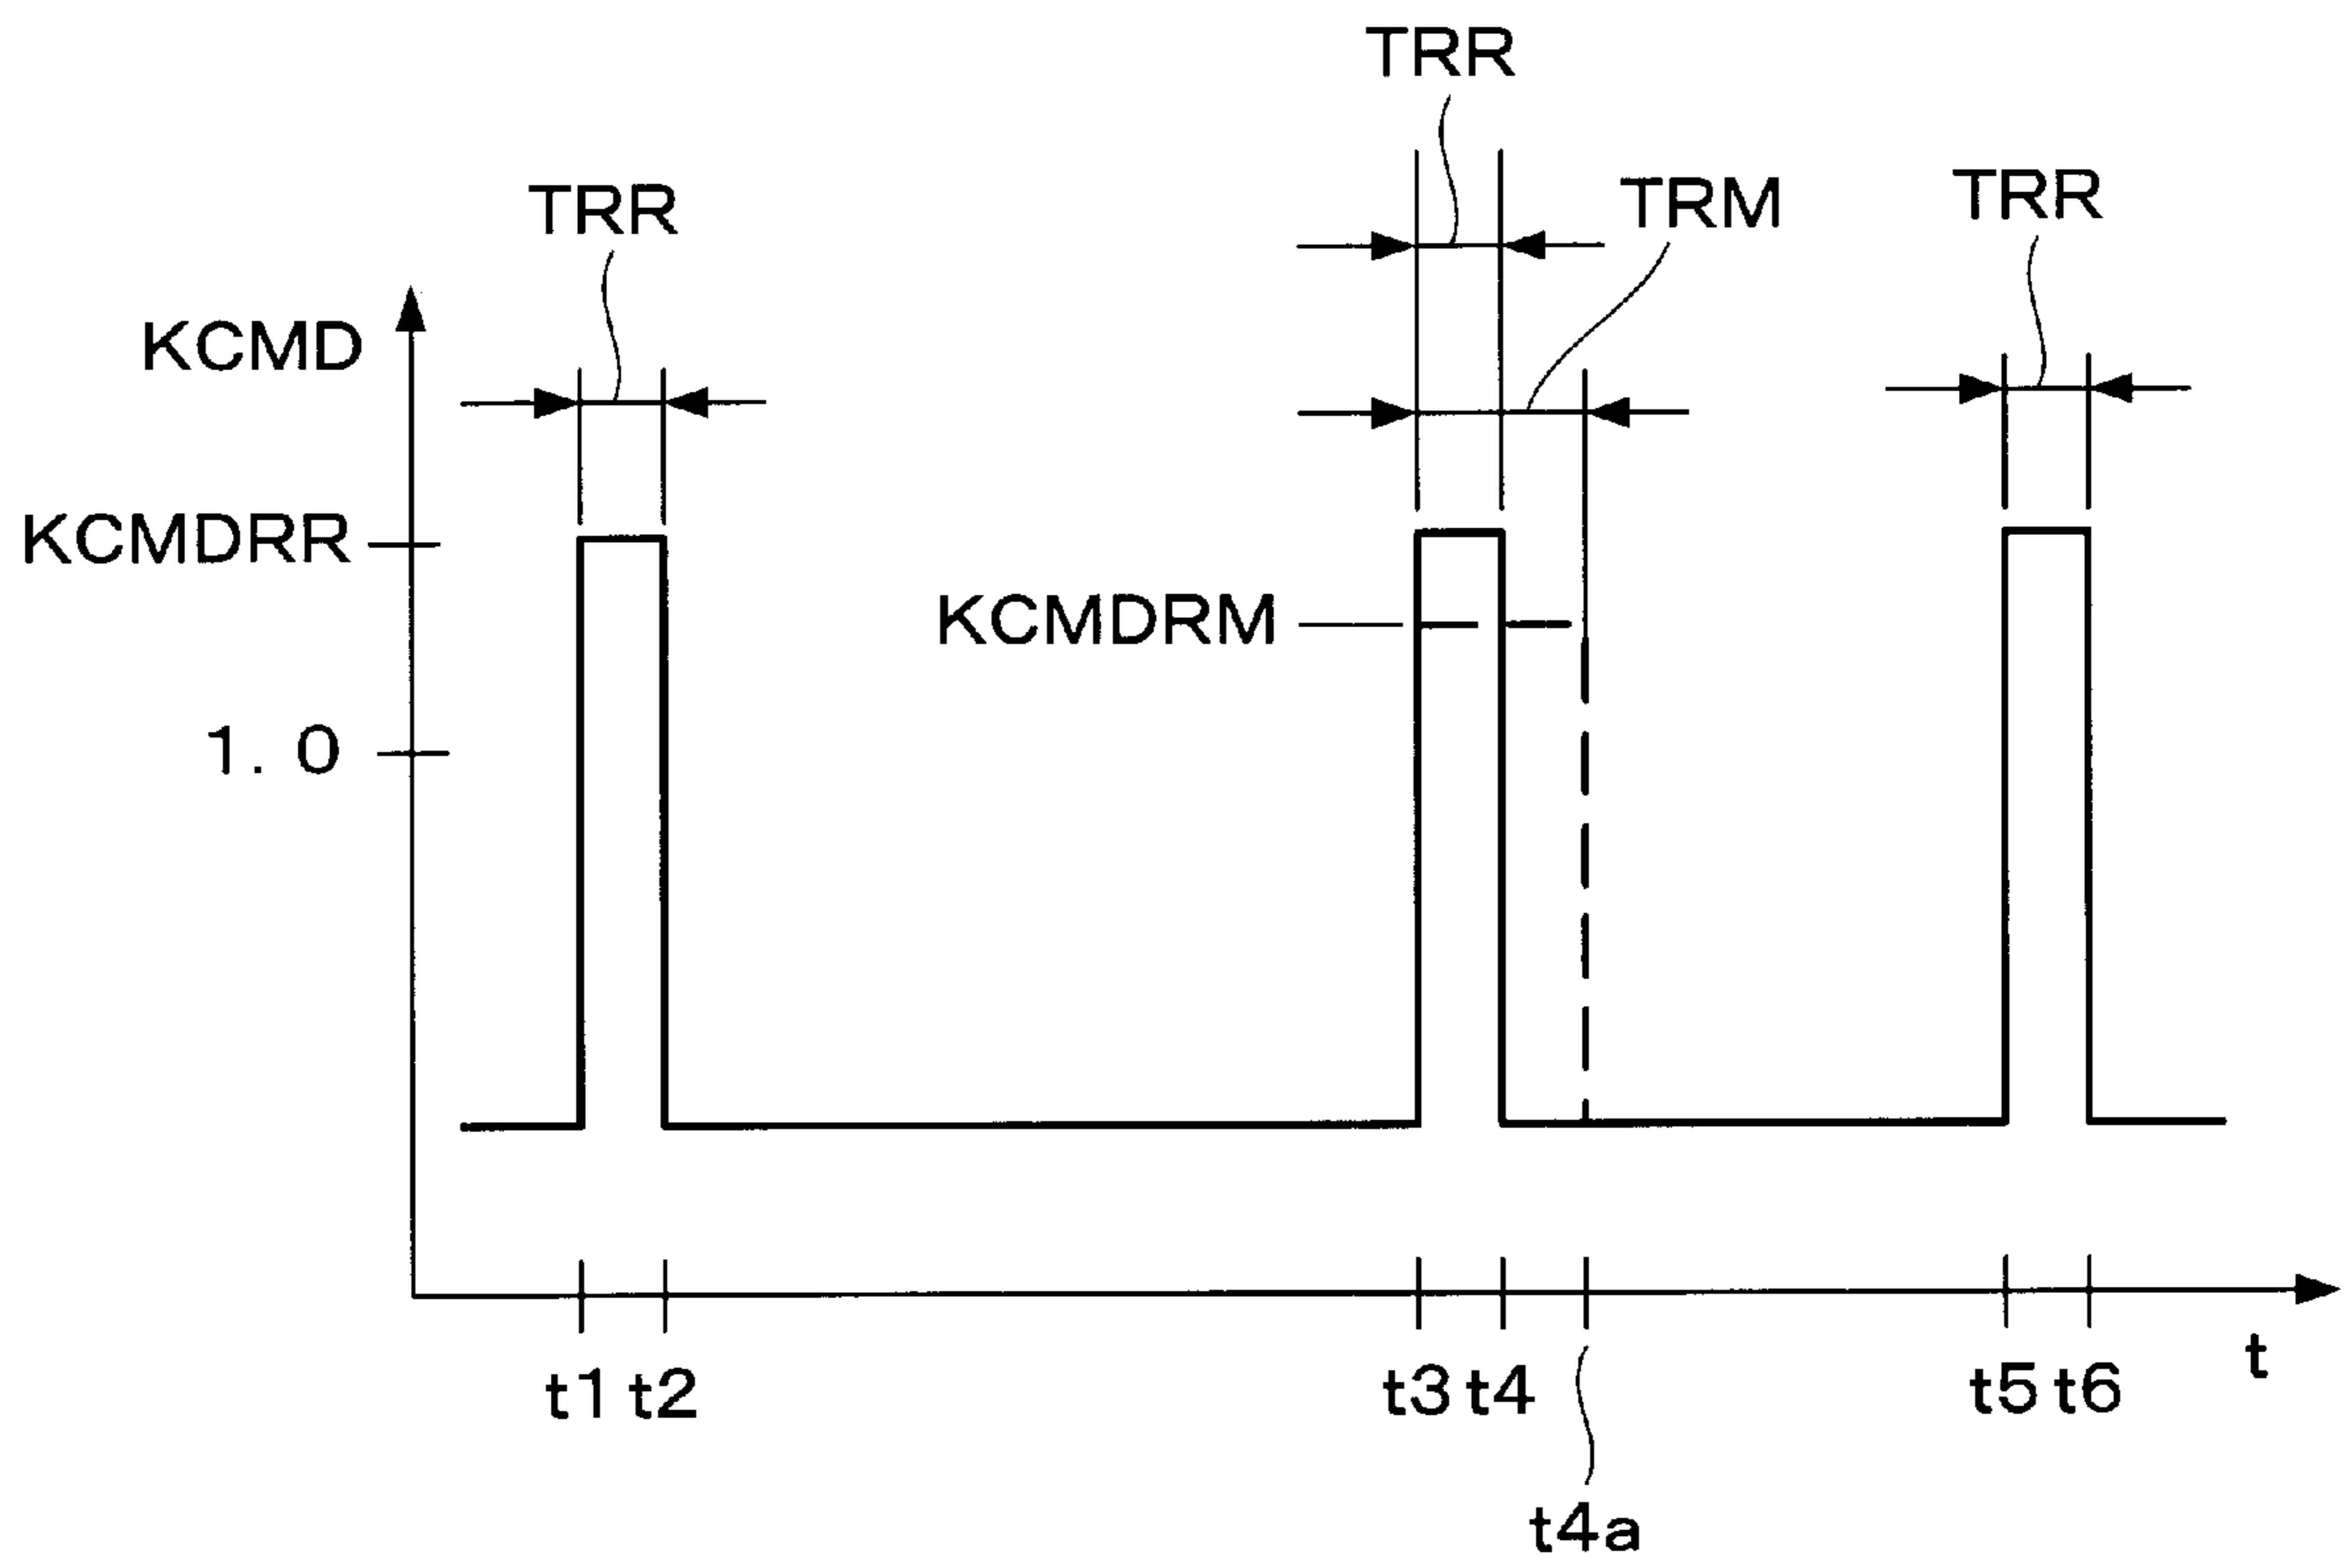 TRR
TRR
TRM
TRR
KCMD
KCMDRR
KCMDRM
1. 0
t
t1 t2
t3 t4
t5 t6
t4a